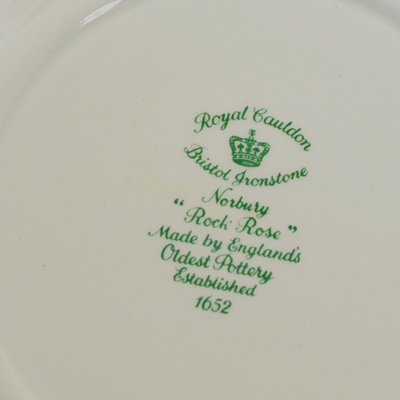 Royal Cauldon
Bristol Ironstone
Norbury
"Rock Rose"
Made by England's
Oldest Pottery
Established
1652